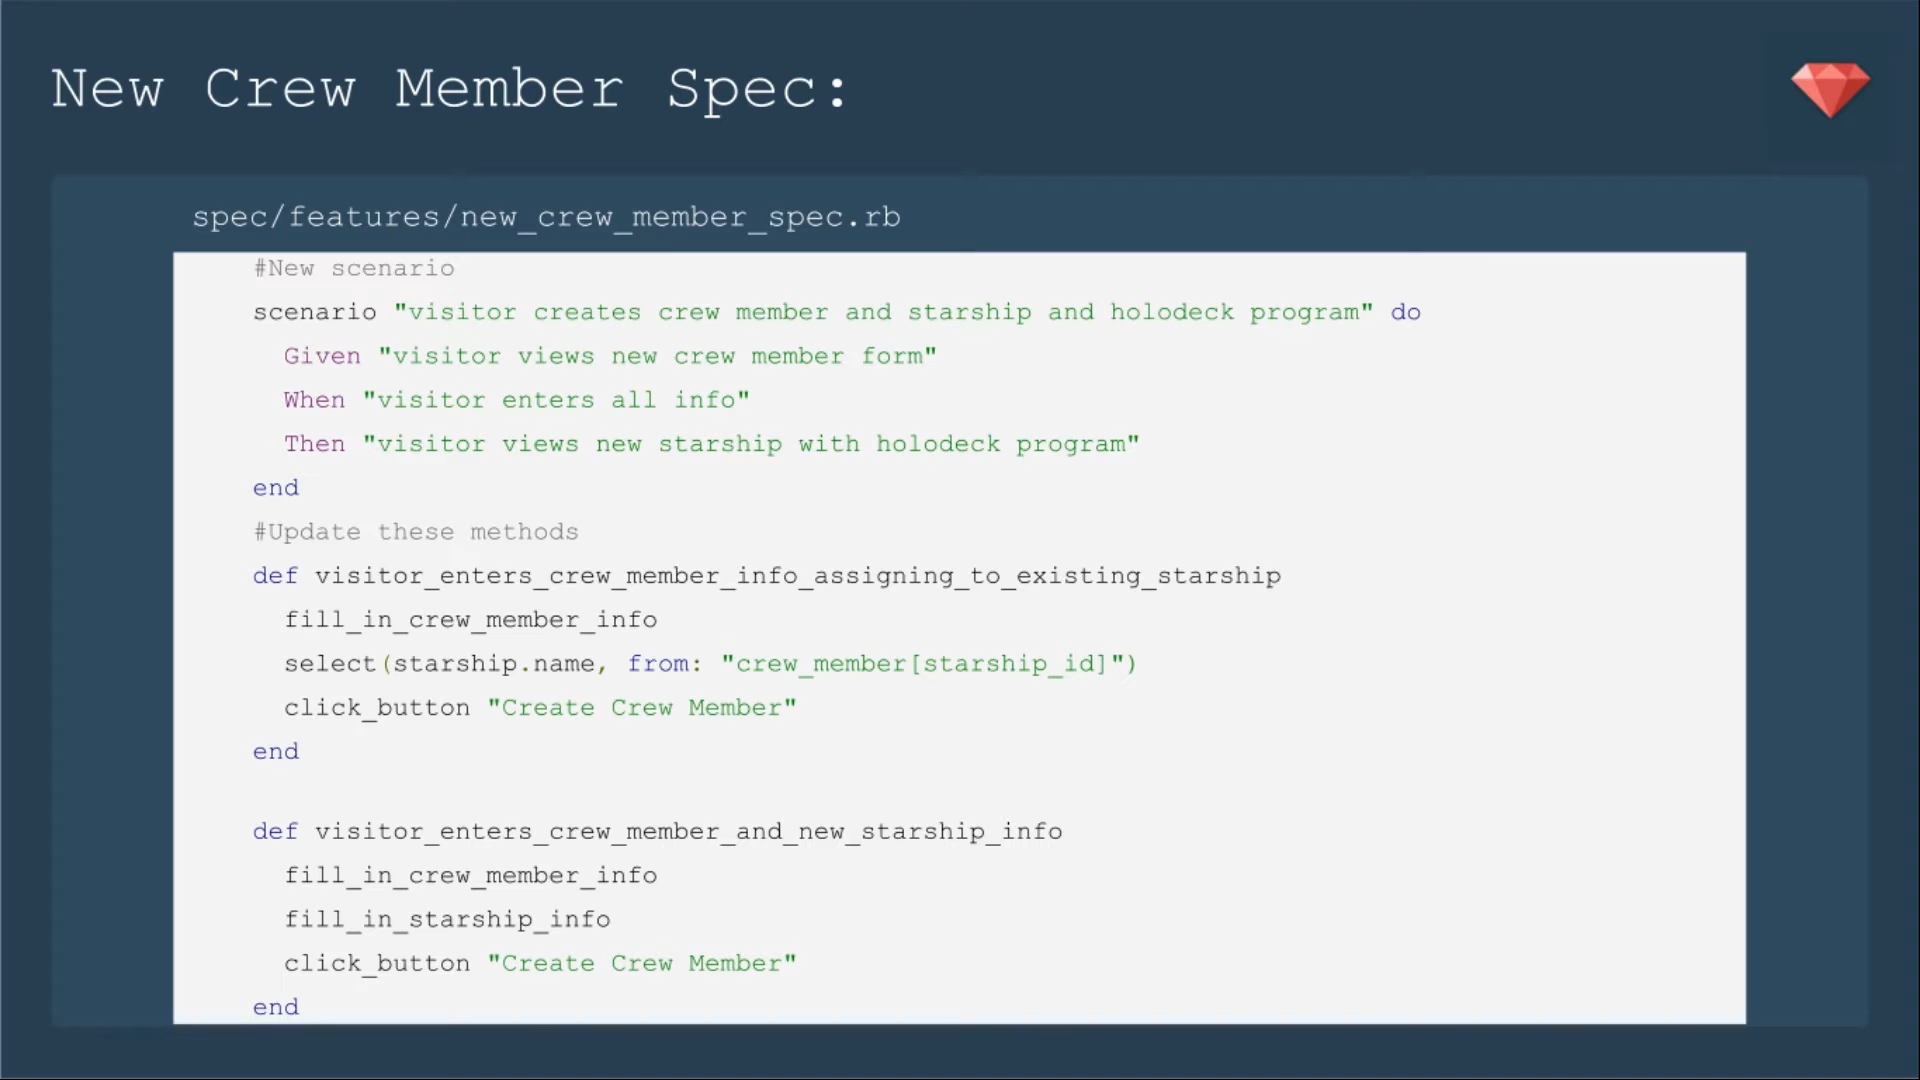 New Crew Member Spec:
spec/features/new_crew_member_spec.rb
#New scenario
scenario "visitor creates crew member and starship and holodeck program" do
  Given "visitor views new crew member form"
  When "visitor enters all info"
  Then "visitor views new starship with holodeck program"
end
#Update these methods
def visitor_enters_crew_member_info_assigning_to_existing_starship
  fill_in_crew_member_info
  select(starship.name, from: "crew_member[starship_id]")
  click_button "Create Crew Member"
end

def visitor_enters_crew_member_and_new_starship_info
  fill_in_crew_member_info
  fill_in_starship_info
  click_button "Create Crew Member"
end